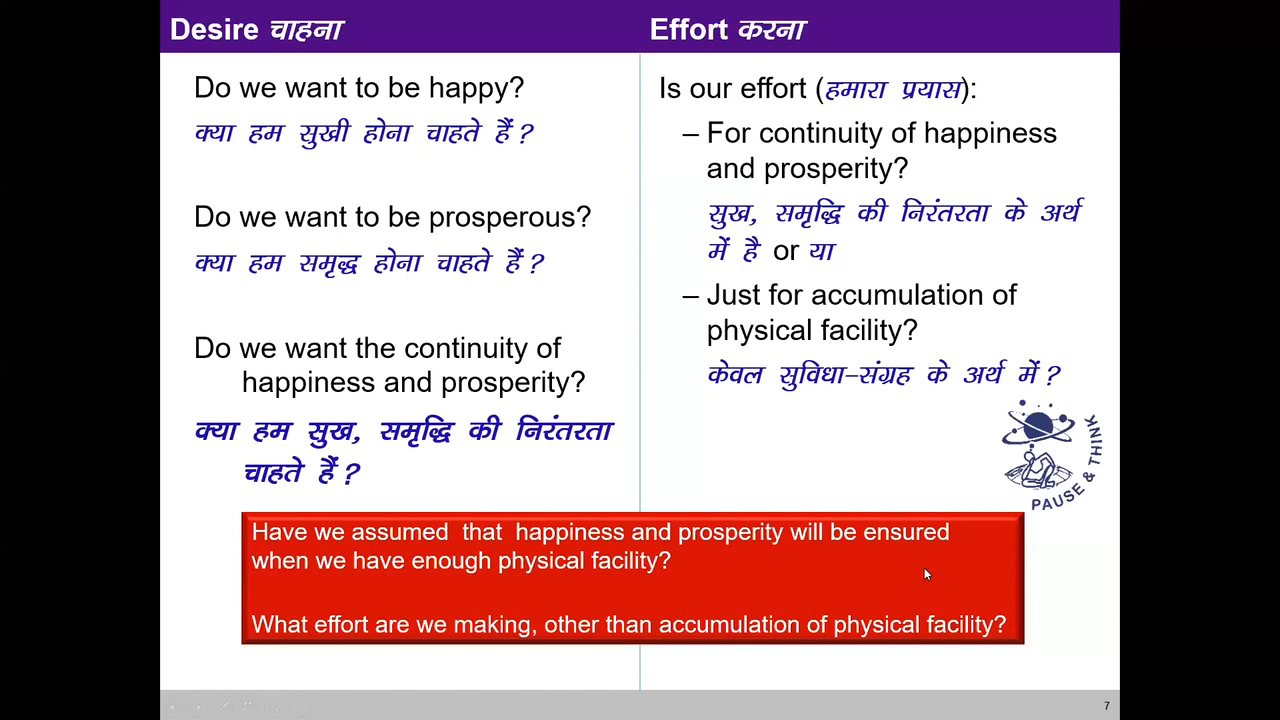 Desire चाहना
Effort करना
Do we want to be happy?
क्या हम सुखी होना चाहते हैं?
Do we want to be prosperous?
क्या हम समृद्ध होना चाहते हैं?
Do we want the continuity of
happiness and prosperity?
क्या हम सुख, समृद्धि की निरंतरता
चाहते हैं?
Is our effort (हमारा प्रयास):
– For continuity of happiness
and prosperity?
सुख, समृद्धि की निरंतरता के अर्थ
में है or या
– Just for accumulation of
physical facility?
केवल सुविधा–संग्रह के अर्थ में?
PAUSE & THINK
Have we assumed that happiness and prosperity will be ensured
when we have enough physical facility?
What effort are we making, other than accumulation of physical facility?
7